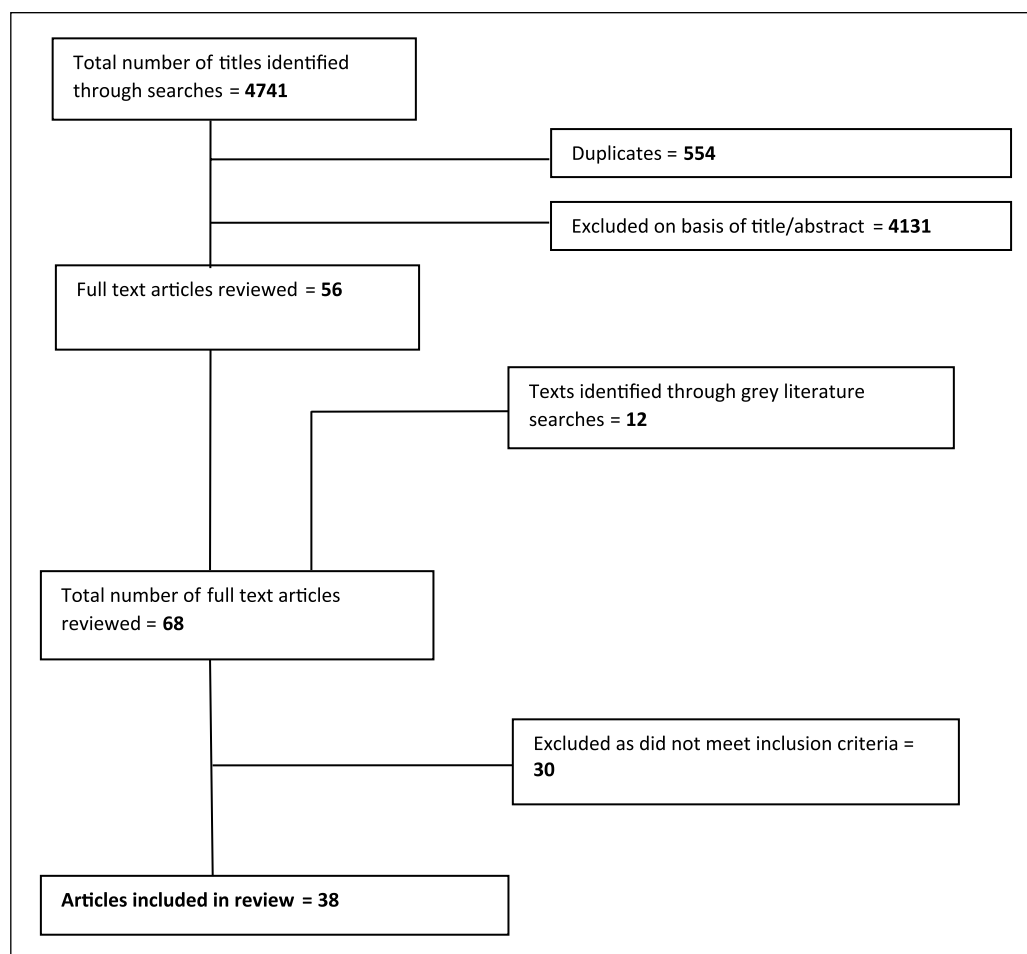 Total number of titles identified
through searches = 4741
Duplicates = 554
Excluded on basis of title/abstract = 4131
Full text articles reviewed = 56
Texts identified through grey literature
searches = 12
Total number of full text articles
reviewed = 68
Excluded as did not meet inclusion criteria =
30
Articles included in review = 38